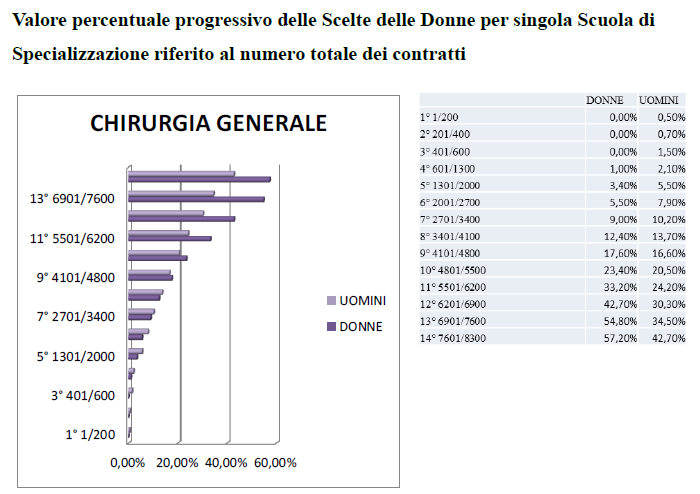 Valore percentuale progressivo delle Scelte delle Donne per singola Scuola di
Specializzazione riferito al numero totale dei contratti
CHIRURGIA GENERALE
13° 6901/7600
11° 5501/6200
9° 4101/4800
7° 2701/3400
5° 1301/2000
3° 401/600
1° 1/200
0,00% 20,00% 40,00% 60,00%
UOMINI
DONNE
DONNE UOMINI
1° 1/200 0,00% 0,50%
2° 201/400 0,00% 0,70%
3° 401/600 0,00% 1,50%
4° 601/1300 1,00% 2,10%
5° 1301/2000 3,40% 5,50%
6° 2001/2700 5,50% 7,90%
7° 2701/3400 9,00% 10,20%
8° 3401/4100 12,40% 13,70%
9° 4101/4800 17,60% 16,60%
10° 4801/5500 23,40% 20,50%
11° 5501/6200 33,20% 24,20%
12° 6201/6900 42,70% 30,30%
13° 6901/7600 54,80% 34,50%
14° 7601/8300 57,20% 42,70%